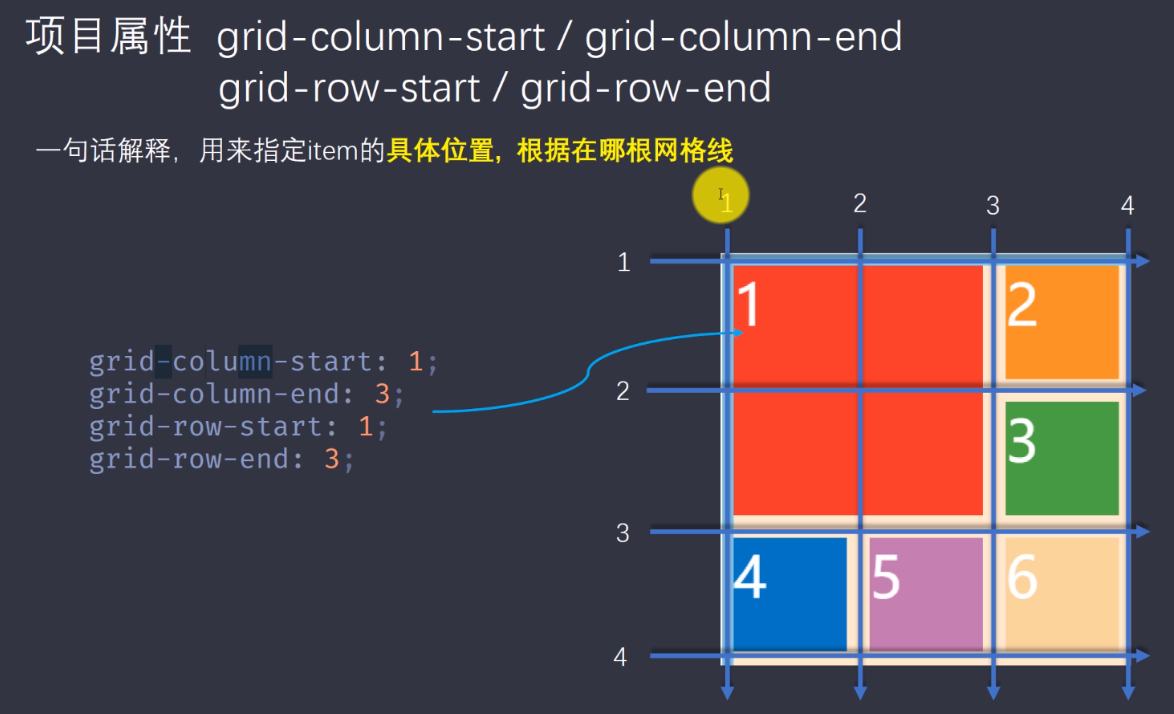 项目属性 grid-column-start / grid-column-end
grid-row-start / grid-row-end
一句话解释，用来指定item的具体位置, 根据在哪根网格线
1 2 3 4
1
1 2
grid-column-start: 1;
2
grid-column-end: 3;
grid-row-start: 1;
3
grid-row-end: 3;
3
4 5 6
4